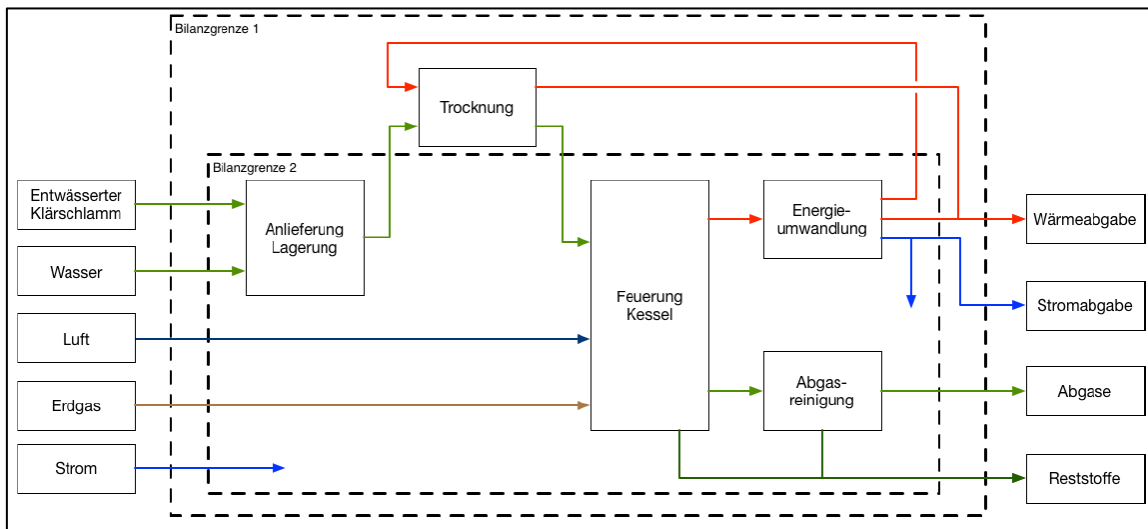 Bilanzgrenze 1
Trocknung
Bilanzgrenze 2
Entwässerter
Klärschlamm
Anlieferung
Lagerung
Energie-
umwandlung
Wärmeabgabe
Wasser
Feuerung
Kessel
Stromabgabe
Luft
Abgas-
reinigung
Abgase
Erdgas
Strom
Reststoffe